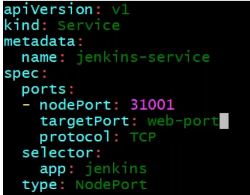 apiVersion: v1
kind: Service
metadata:
  name: jenkins-service
spec:
  ports:
  - nodePort: 31001
    targetPort: web-port
    protocol: TCP
  selector:
    app: jenkins
  type: NodePort